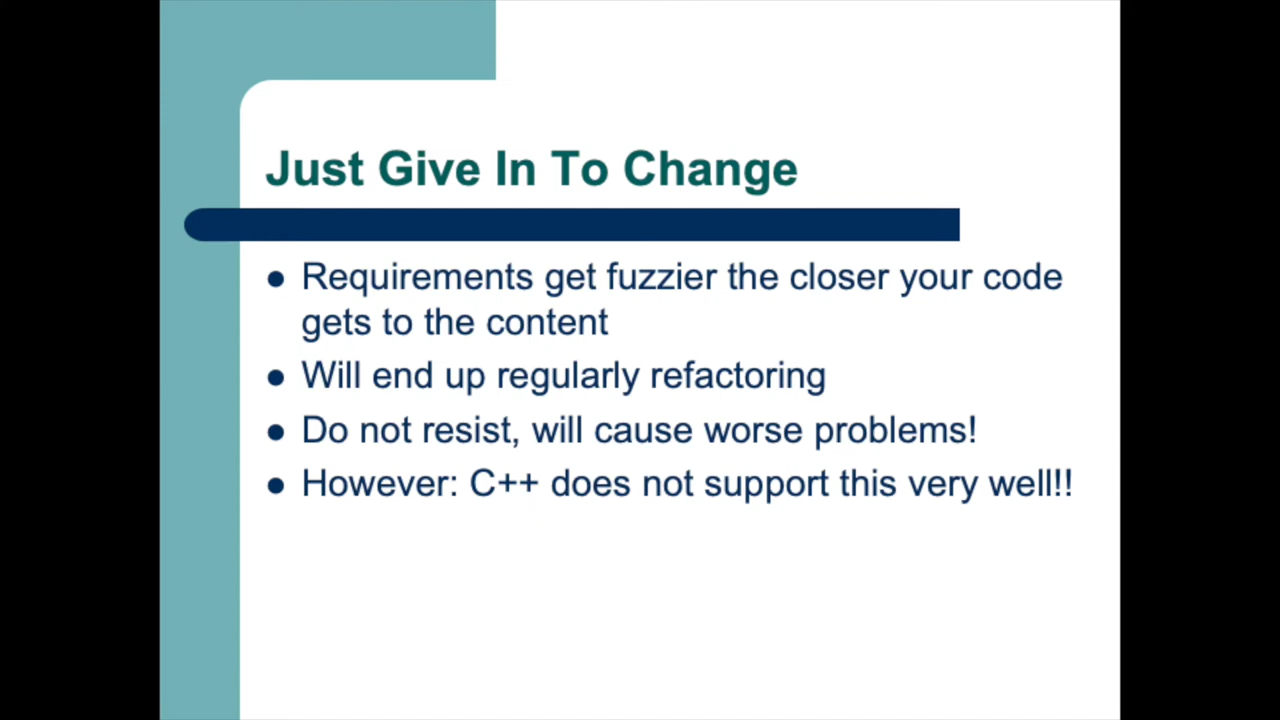 Just Give In To Change
● Requirements get fuzzier the closer your code
gets to the content
● Will end up regularly refactoring
● Do not resist, will cause worse problems!
● However: C++ does not support this very well!!